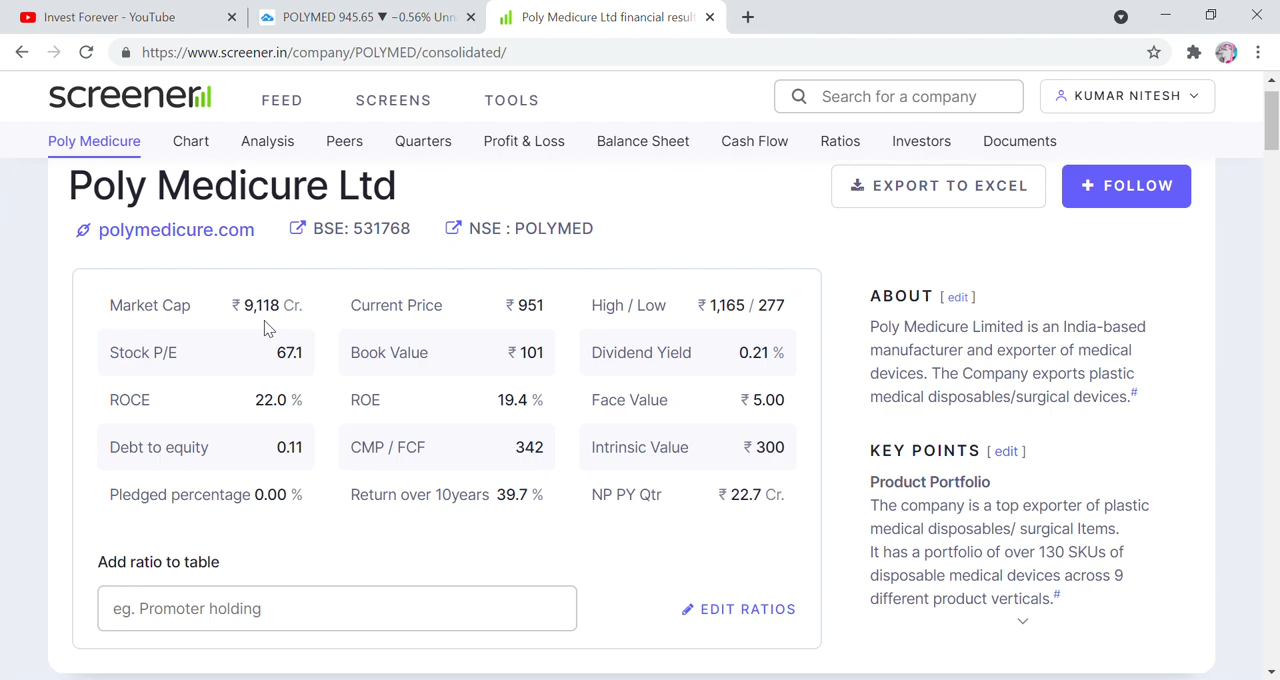 Invest Forever - YouTube
POLYMED 945.65 ▼ −0.56% Unn
Poly Medicure Ltd financial result
https://www.screener.in/company/POLYMED/consolidated/
screener
FEED
SCREENS
TOOLS
Search for a company
KUMAR NITESH
Poly Medicure
Chart
Analysis
Peers
Quarters
Profit & Loss
Balance Sheet
Cash Flow
Ratios
Investors
Documents
Poly Medicure Ltd
EXPORT TO EXCEL
+ FOLLOW
polymedicure.com
BSE: 531768
NSE : POLYMED
Market Cap ₹ 9,118 Cr.
Current Price ₹ 951
High / Low ₹ 1,165 / 277
Stock P/E 67.1
Book Value ₹ 101
Dividend Yield 0.21 %
ROCE 22.0 %
ROE 19.4 %
Face Value ₹ 5.00
Debt to equity 0.11
CMP / FCF 342
Intrinsic Value ₹ 300
Pledged percentage 0.00 %
Return over 10years 39.7 %
NP PY Qtr ₹ 22.7 Cr.
Add ratio to table
eg. Promoter holding
EDIT RATIOS
ABOUT [ edit ]
Poly Medicure Limited is an India-based
manufacturer and exporter of medical
devices. The Company exports plastic
medical disposables/surgical devices.#
KEY POINTS [ edit ]
Product Portfolio
The company is a top exporter of plastic
medical disposables/ surgical Items.
It has a portfolio of over 130 SKUs of
disposable medical devices across 9
different product verticals.#